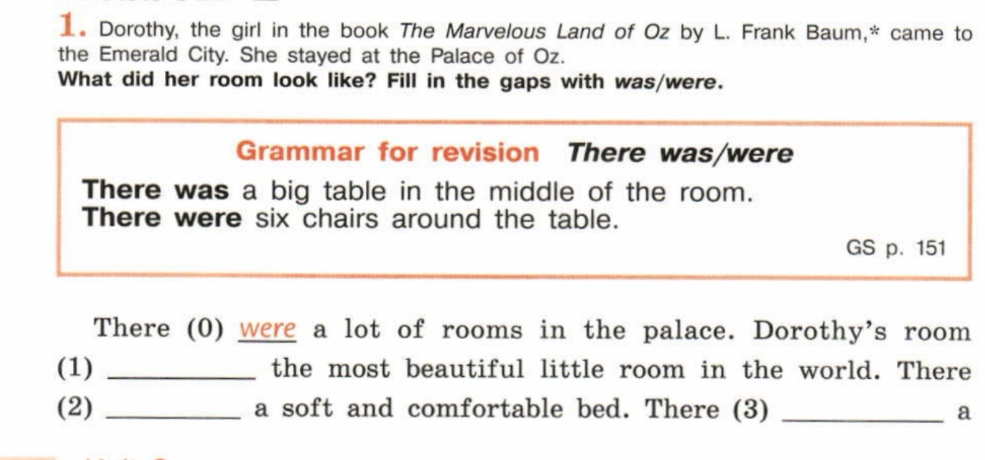 1. Dorothy, the girl in the book The Marvelous Land of Oz by L. Frank Baum,* came to
the Emerald City. She stayed at the Palace of Oz.
What did her room look like? Fill in the gaps with was/were.
Grammar for revision There was/were
There was a big table in the middle of the room.
There were six chairs around the table.
GS p. 151
There (0) were a lot of rooms in the palace. Dorothy's room
(1) __________ the most beautiful little room in the world. There
(2) __________ a soft and comfortable bed. There (3) __________ a